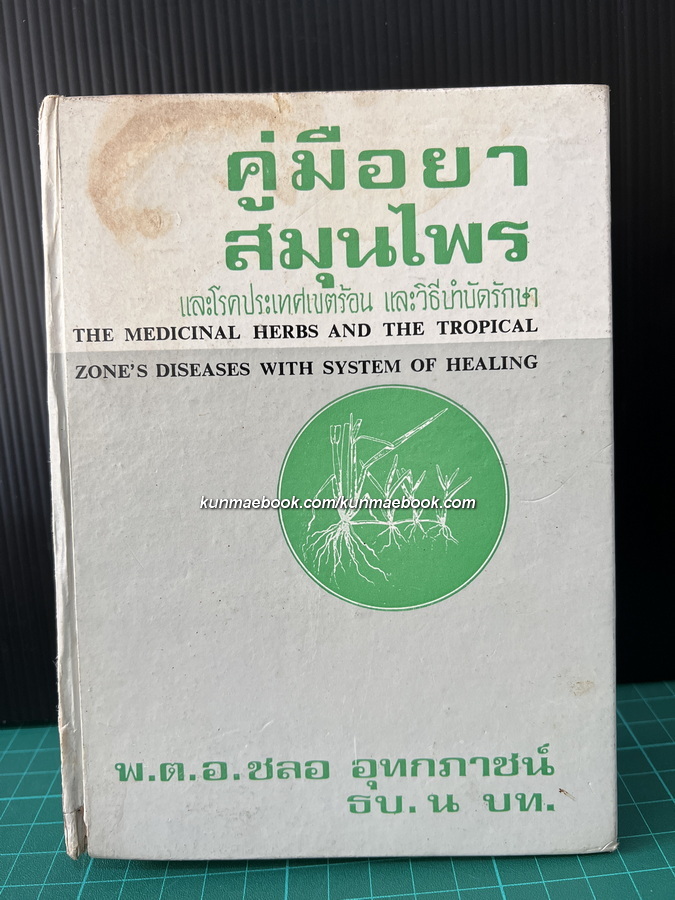 คู่มือยา
สมุนไพร
และโรคประเทศเขตร้อน และวิธีบำบัดรักษา
THE MEDICINAL HERBS AND THE TROPICAL
ZONE'S DISEASES WITH SYSTEM OF HEALING
kunmaebook.com/kunmaebook.com
พ.ต.อ.ชลอ อุทกภาชน์
ธบ. น บท.